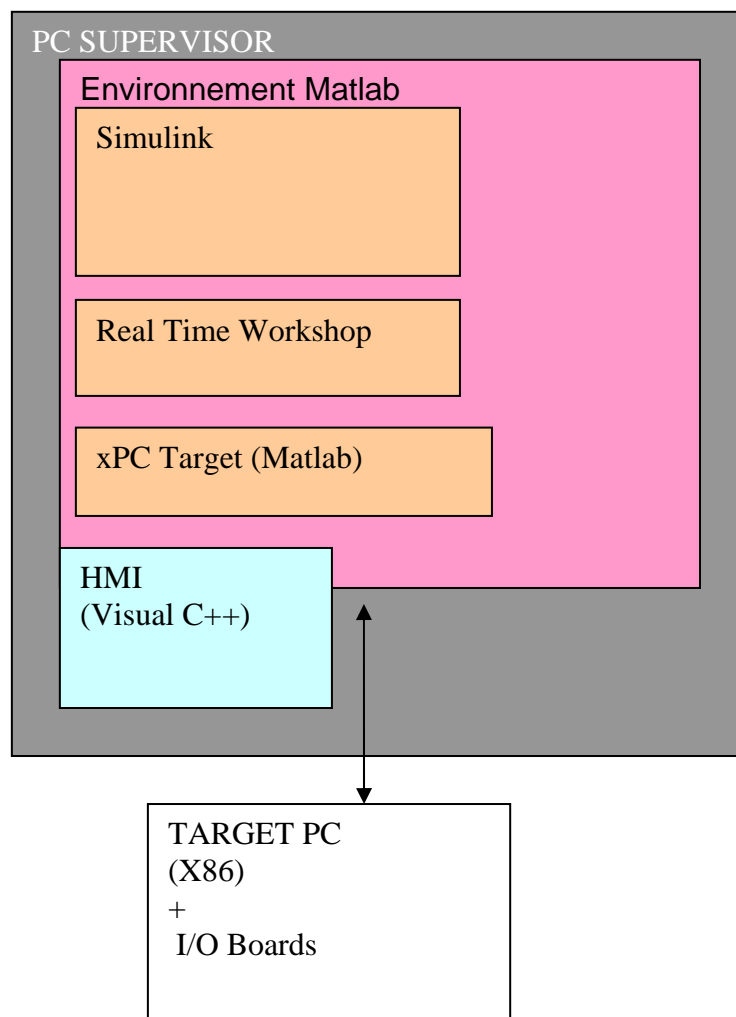 PC SUPERVISOR
Environnement Matlab
Simulink
Real Time Workshop
xPC Target (Matlab)
HMI
(Visual C++)
TARGET PC
(X86)
+
I/O Boards